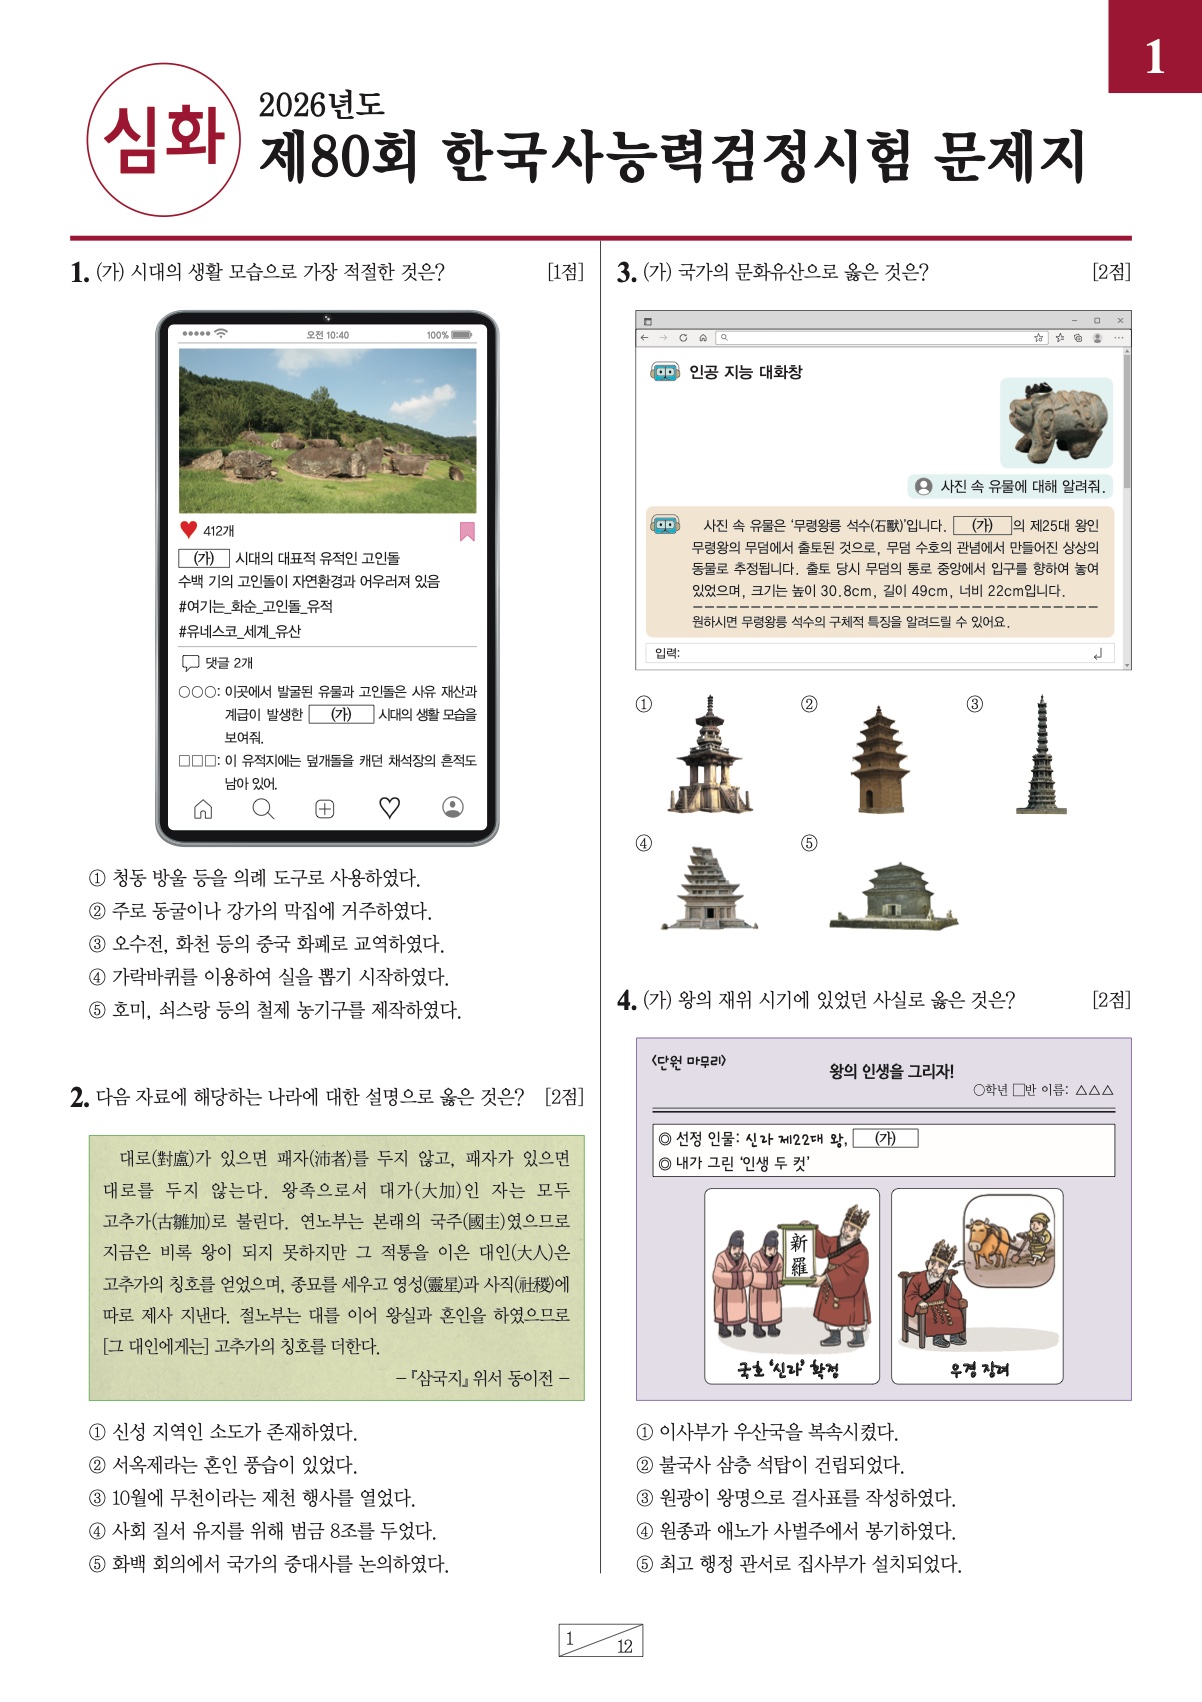 1
심화
2026년도
제80회 한국사능력검정시험 문제지
1. (가) 시대의 생활 모습으로 가장 적절한 것은? [1점]
오전 10:40
100%
412개
(가) 시대의 대표적 유적인 고인돌
수백 기의 고인돌이 자연환경과 어우러져 있음
#여기는_화순_고인돌_유적
#유네스코_세계_유산
댓글 2개
○○○: 이곳에서 발굴된 유물과 고인돌은 사유 재산과
계급이 발생한 (가) 시대의 생활 모습을
보여줘.
□□□: 이 유적지에는 덮개돌을 캐던 채석장의 흔적도
남아 있어.
① 청동 방울 등을 의례 도구로 사용하였다.
② 주로 동굴이나 강가의 막집에 거주하였다.
③ 오수전, 화천 등의 중국 화폐로 교역하였다.
④ 가락바퀴를 이용하여 실을 뽑기 시작하였다.
⑤ 호미, 쇠스랑 등의 철제 농기구를 제작하였다.
2. 다음 자료에 해당하는 나라에 대한 설명으로 옳은 것은? [2점]
대로(對盧)가 있으면 패자(沛者)를 두지 않고, 패자가 있으면
대로를 두지 않는다. 왕족으로서 대가(大加)인 자는 모두
고추가(古雛加)로 불린다. 연노부는 본래의 국주(國主)였으므로
지금은 비록 왕이 되지 못하지만 그 적통을 이은 대인(大人)은
고추가의 칭호를 얻었으며, 종묘를 세우고 영성(靈星)과 사직(社稷)에
따로 제사 지낸다. 절노부는 대를 이어 왕실과 혼인을 하였으므로
[그 대인에게는] 고추가의 칭호를 더한다.
－『삼국지』 위서 동이전－
① 신성 지역인 소도가 존재하였다.
② 서옥제라는 혼인 풍습이 있었다.
③ 10월에 무천이라는 제천 행사를 열었다.
④ 사회 질서 유지를 위해 범금 8조를 두었다.
⑤ 화백 회의에서 국가의 중대사를 논의하였다.
3. (가) 국가의 문화유산으로 옳은 것은? [2점]
인공 지능 대화창
사진 속 유물에 대해 알려줘.
사진 속 유물은 ‘무령왕릉 석수(石獸)’입니다. (가) 의 제25대 왕인
무령왕의 무덤에서 출토된 것으로, 무덤 수호의 관념에서 만들어진 상상의
동물로 추정됩니다. 출토 당시 무덤의 통로 중앙에서 입구를 향하여 놓여
있었으며, 크기는 높이 30.8cm, 길이 49cm, 너비 22cm입니다.
원하시면 무령왕릉 석수의 구체적 특징을 알려드릴 수 있어요.
입력:
① ② ③
④ ⑤
4. (가) 왕의 재위 시기에 있었던 사실로 옳은 것은? [2점]
<단원 마무리>
왕의 인생을 그리자!
○학년 □반 이름: △△△
◎ 선정 인물: 신라 제22대 왕, (가)
◎ 내가 그린 ‘인생 두 컷’
新羅
국호 ‘신라’ 확정
우경 장려
① 이사부가 우산국을 복속시켰다.
② 불국사 삼층 석탑이 건립되었다.
③ 원광이 왕명으로 걸사표를 작성하였다.
④ 원종과 애노가 사벌주에서 봉기하였다.
⑤ 최고 행정 관서로 집사부가 설치되었다.
1
12